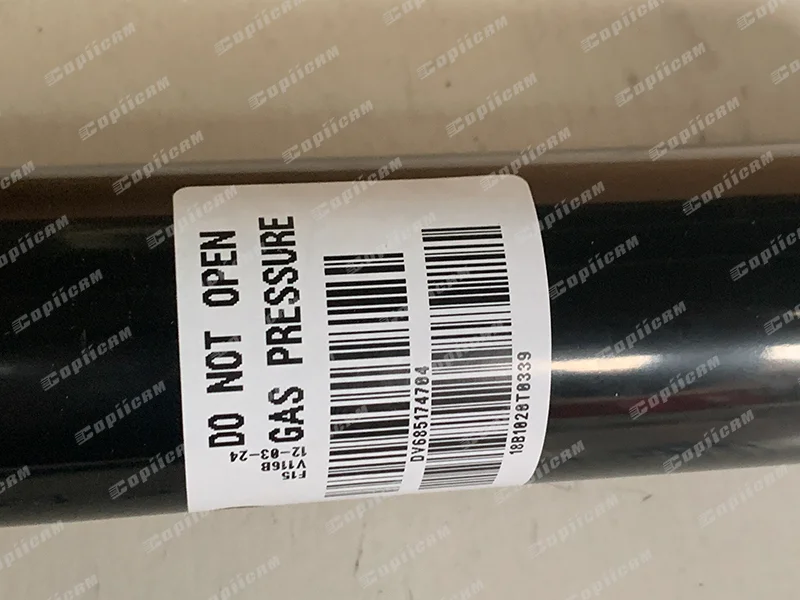 DO NOT OPEN
GAS PRESSURE
F15
V116B
12-03-24
DV685174704
18B1020T0339
Copiicam